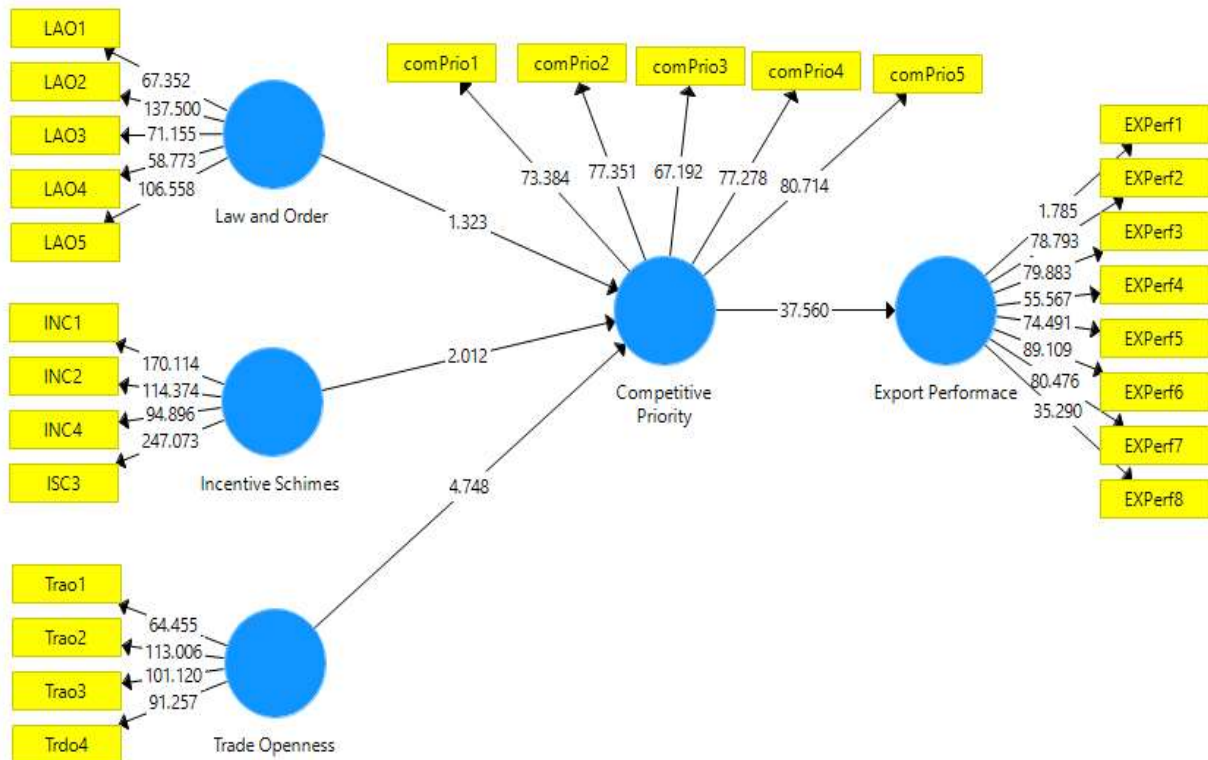 LAO1
LAO2
LAO3
LAO4
LAO5
67.352
137.500
71.155
58.773
106.558
Law and Order
INC1
INC2
INC4
ISC3
170.114
114.374
94.896
247.073
Incentive Schimes
Trao1
Trao2
Trao3
Trdo4
64.455
113.006
101.120
91.257
Trade Openness
1.323
2.012
4.748
comPrio1
comPrio2
comPrio3
comPrio4
comPrio5
73.384
77.351
67.192
77.278
80.714
Competitive
Priority
37.560
Export Performace
1.785
78.793
79.883
55.567
74.491
89.109
80.476
35.290
EXPerf1
EXPerf2
EXPerf3
EXPerf4
EXPerf5
EXPerf6
EXPerf7
EXPerf8